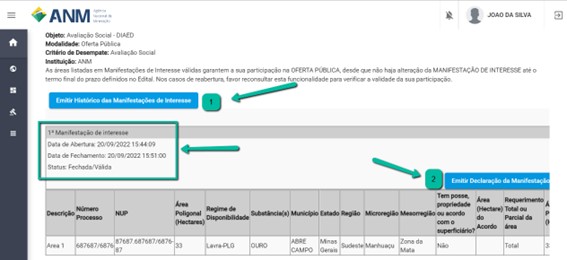 ANM Agência Nacional de Mineração
JOAO DA SILVA
Objeto: Avaliação Social - DIAED
Modalidade: Oferta Pública
Critério de Desempate: Avaliação Social
Instituição: ANM
As áreas listadas em Manifestações de Interesse válidas garantem a sua participação na OFERTA PÚBLICA, desde que não haja alteração da MANIFESTAÇÃO DE INTERESSE até o
termo final do prazo definidos no Edital. Nos casos de reabertura, favor reconsultar esta funcionalidade para verificar a validade da sua participação.
Emitir Histórico das Manifestações de Interesse
1
1ª Manifestação de interesse
Data de Abertura: 20/09/2022 15:44:09
Data de Fechamento: 20/09/2022 15:51:00
Status: Fechada/Válida
2
Emitir Declaração da Manifestação
Descrição Número Processo NUP Área Poligonal (Hectares) Regime de Disponibilidade Substância(s) Município Estado Região Microregião Mesorregião Tem posse, propriedade ou acordo com o superficiário? Área (Hectare) do Acordo Requerimento Total ou Parcial da área
Area 1 687687/6876 87687.687687/6876-87 33 Lavra-PLG OURO ABRE CAMPO Minas Gerais Sudeste Manhuaçu Zona da Mata Não Total 3